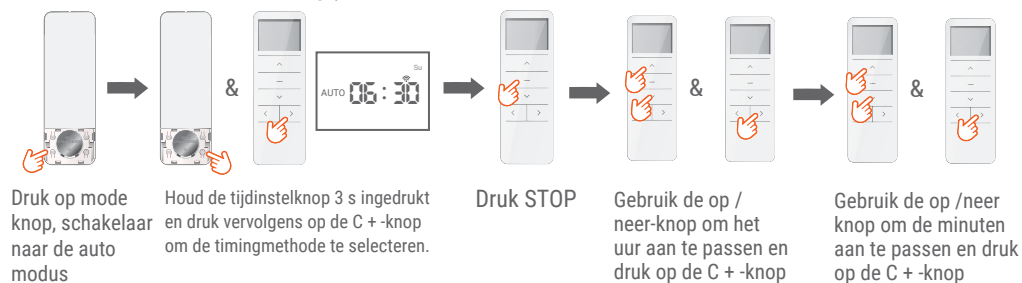 &
Su
AUTO 06:30
&
&
Druk op mode
knop, schakelaar
naar de auto
modus
Houd de tijdinstelknop 3 s ingedrukt
en druk vervolgens op de C + -knop
om de timingmethode te selecteren.
Druk STOP
Gebruik de op /
neer-knop om het
uur aan te passen en
druk op de C + -knop
Gebruik de op /neer
knop om de minuten
aan te passen en druk
op de C + -knop